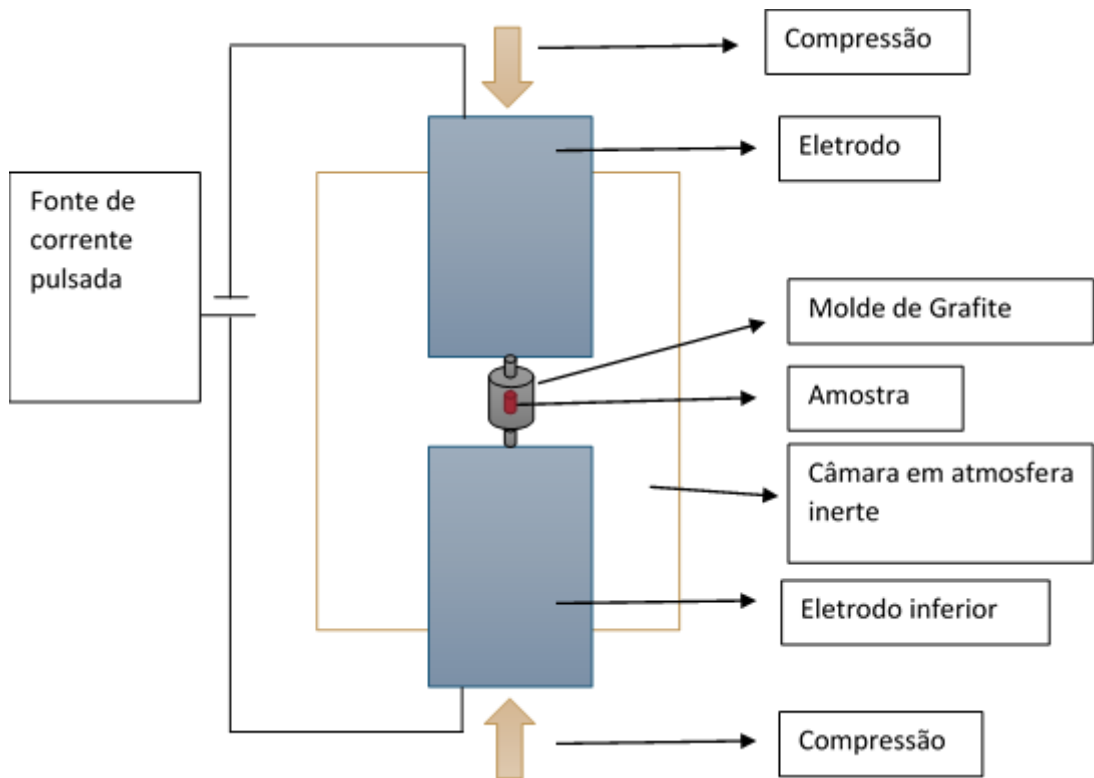 Compressão
Eletrodo
Fonte de
corrente
pulsada
Molde de Grafite
Amostra
Câmara em atmosfera
inerte
Eletrodo inferior
Compressão